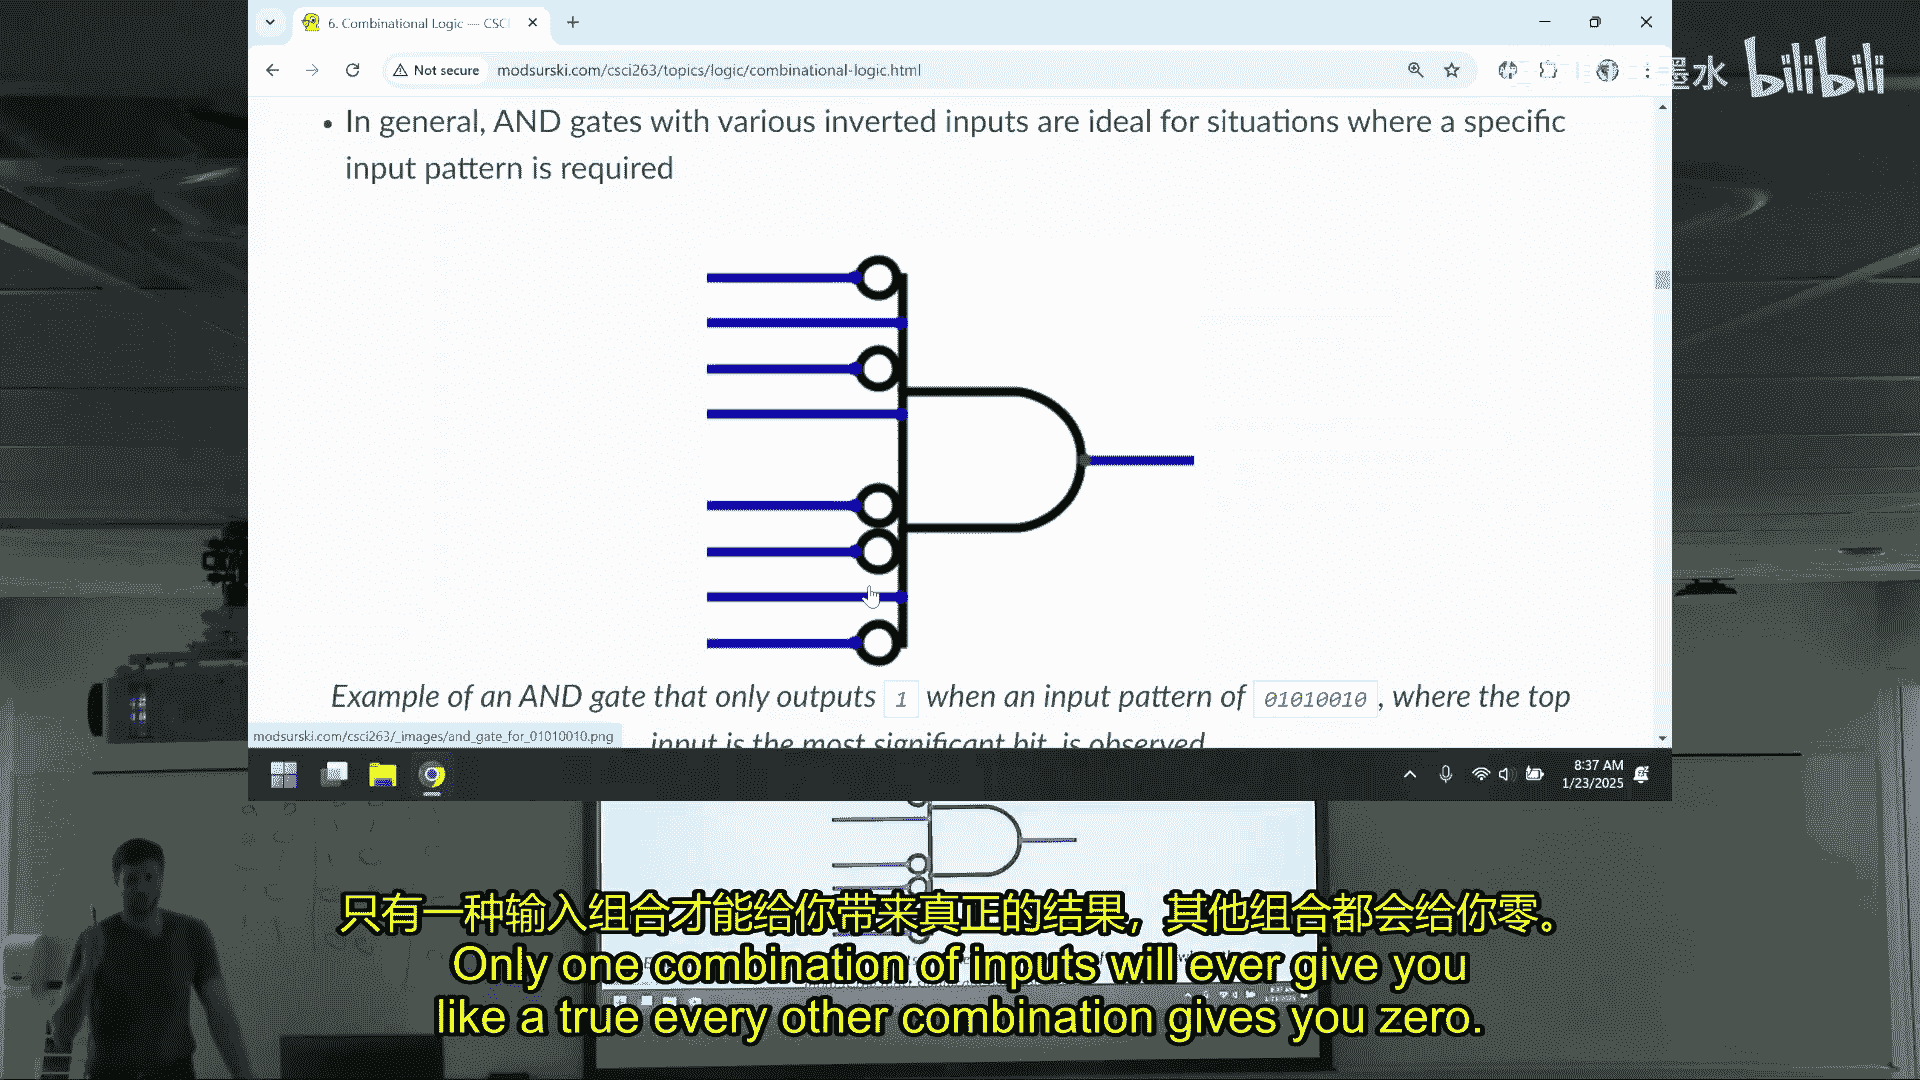 6. Combinational Logic — CSCI
Not secure
modsurski.com/csci263/topics/logic/combinational-logic.html
墨水 bilibili
In general, AND gates with various inverted inputs are ideal for situations where a specific
input pattern is required
Example of an AND gate that only outputs 1 when an input pattern of 01010010, where the top
input is the most significant bit, is observed
modsurski.com/csci263/_images/and_gate_for_01010010.png
8:37 AM
1/23/2025
只有一种输入组合才能给你带来真正的结果，其他组合都会给你零。
Only one combination of inputs will ever give you
like a true every other combination gives you zero.